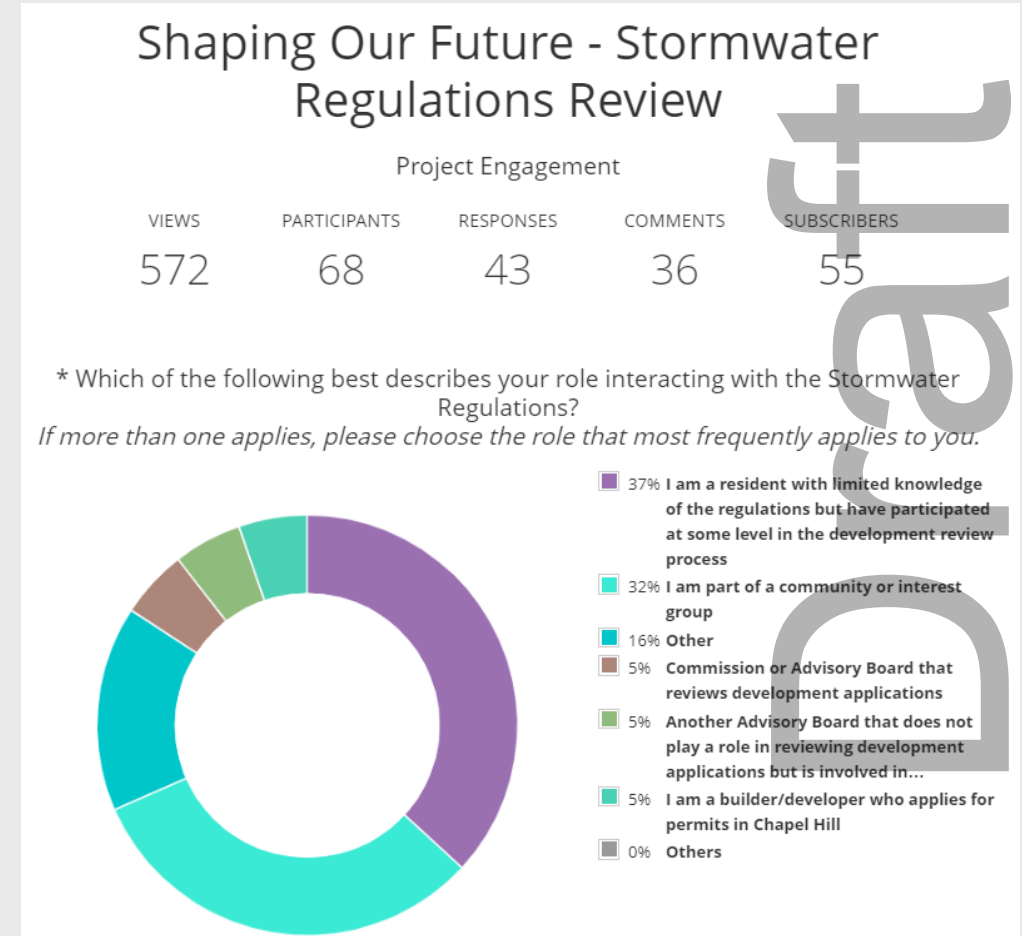 Shaping Our Future - Stormwater
Regulations Review
Project Engagement
VIEWS PARTICIPANTS RESPONSES COMMENTS SUBSCRIBERS
572 68 43 36 55
* Which of the following best describes your role interacting with the Stormwater
Regulations?
If more than one applies, please choose the role that most frequently applies to you.
37% I am a resident with limited knowledge
of the regulations but have participated
at some level in the development review
process
32% I am part of a community or interest
group
16% Other
5% Commission or Advisory Board that
reviews development applications
5% Another Advisory Board that does not
play a role in reviewing development
applications but is involved in...
5% I am a builder/developer who applies for
permits in Chapel Hill
0% Others
Draft